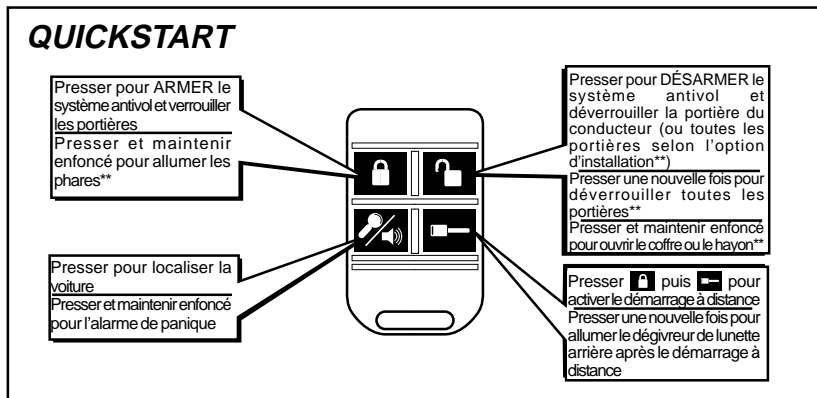 QUICKSTART
Presser pour ARMER le
système antivol et verrouiller
les portières
Presser et maintenir
enfoncé pour allumer les
phares**
Presser pour localiser la
voiture
Presser et maintenir enfoncé
pour l'alarme de panique
Presser pour DÉSARMER le
système antivol et
déverrouiller la portière du
conducteur (ou toutes les
portières selon l'option
d'installation**)
Presser une nouvelle fois pour
déverrouiller toutes les
portières**
Presser et maintenir enfoncé
pour ouvrir le coffre ou le hayon**
Presser puis pour
activer le démarrage à distance
Presser une nouvelle fois pour
allumer le dégivreur de lunette
arrière après le démarrage à
distance